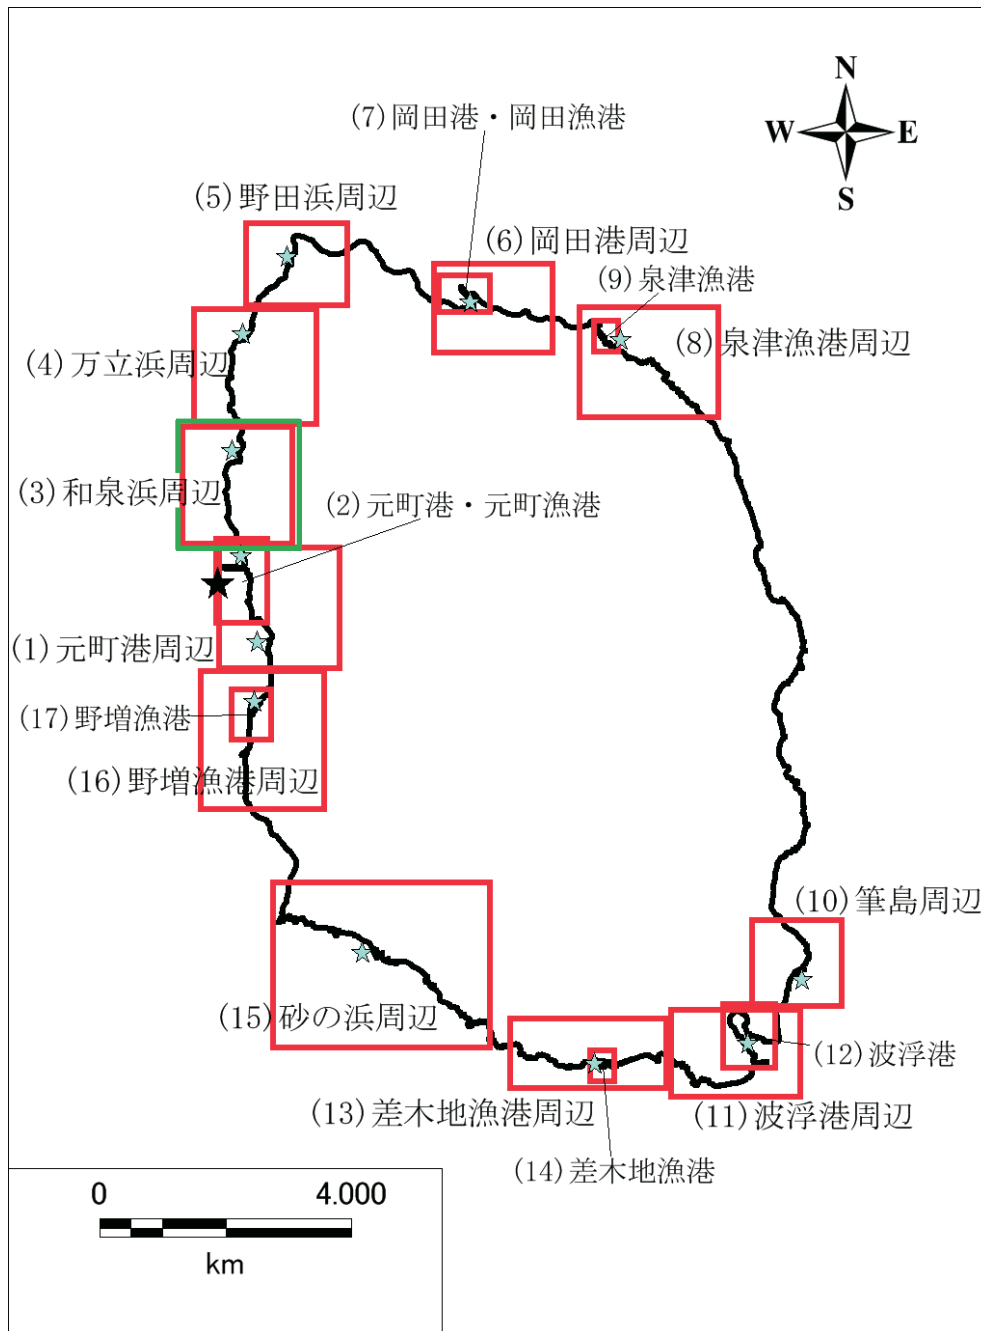 N
W
E
S
(7)岡田港・岡田漁港
(5)野田浜周辺
(6)岡田港周辺
(9)泉津漁港
(8)泉津漁港周辺
(4)万立浜周辺
(3)和泉浜周辺
(2)元町港・元町漁港
(1)元町港周辺
(17)野増漁港
(16)野増漁港周辺
(10)筆島周辺
(15)砂の浜周辺
(12)波浮港
(13)差木地漁港周辺
(11)波浮港周辺
(14)差木地漁港
0
4.000
km